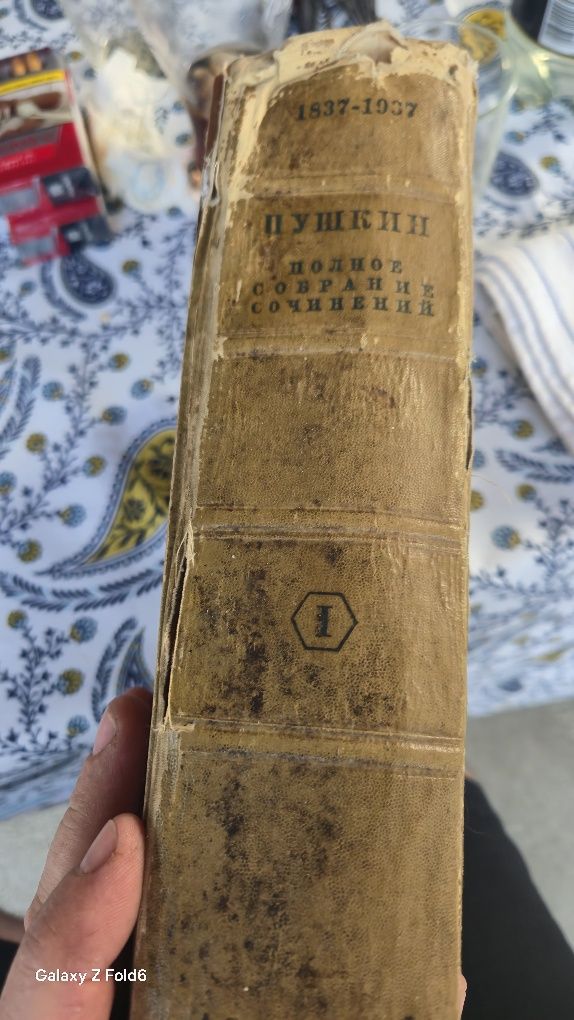 1837-1937
ПУШКИН
ПОЛНОЕ
СОБРАНИЕ
СОЧИНЕНИЙ
I
Galaxy Z Fold6